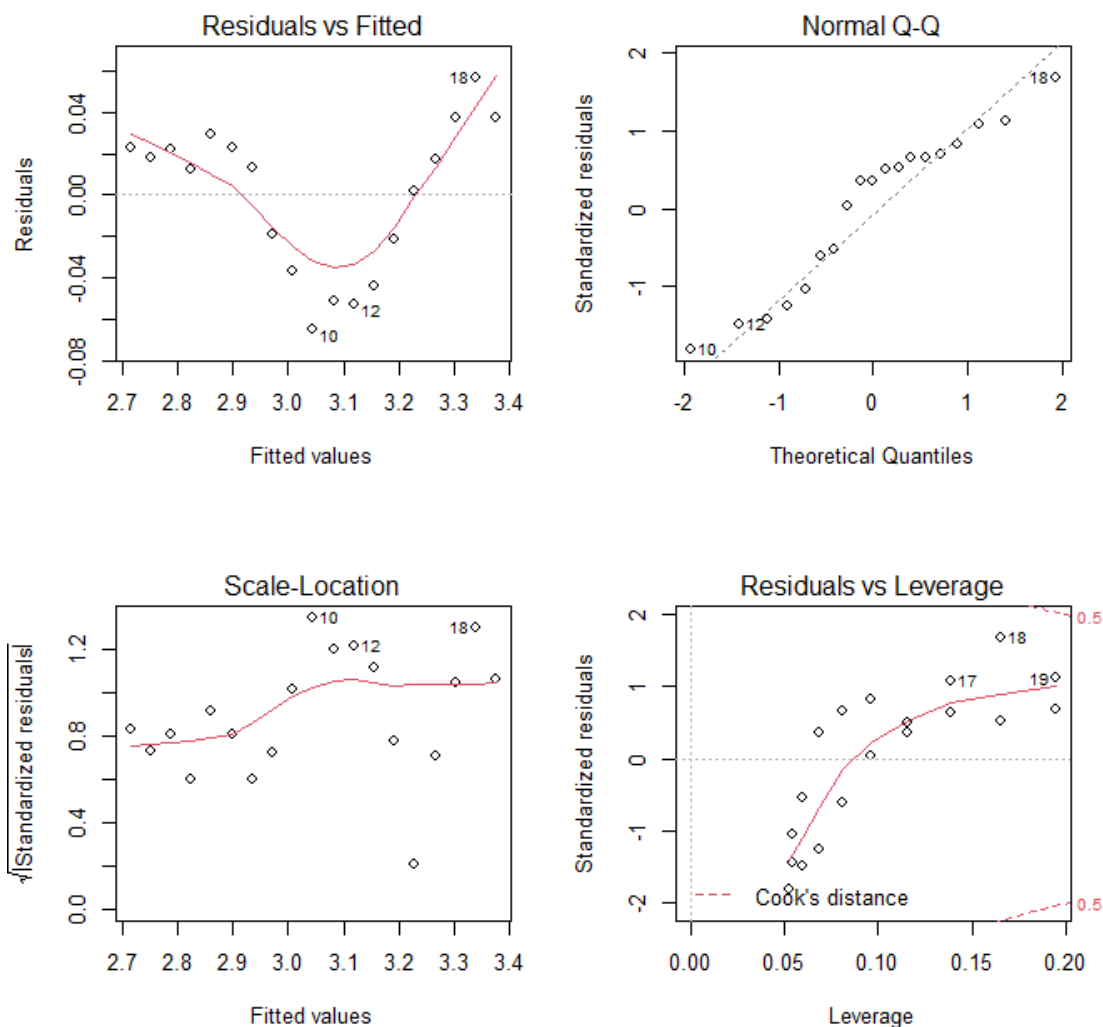 Residuals vs Fitted
Residuals
0.04
0.00
-0.04
-0.08
18
12
10
2.7 2.8 2.9 3.0 3.1 3.2 3.3 3.4
Fitted values
Normal Q-Q
Standardized residuals
2
1
0
-1
18
12
10
-2 -1 0 1 2
Theoretical Quantiles
Scale-Location
√|Standardized residuals|
1.2
0.8
0.4
0.0
10
12
18
2.7 2.8 2.9 3.0 3.1 3.2 3.3 3.4
Fitted values
Residuals vs Leverage
Standardized residuals
2
1
0
-1
-2
0.5
18
17
19
Cook's distance
0.5
0.00 0.05 0.10 0.15 0.20
Leverage